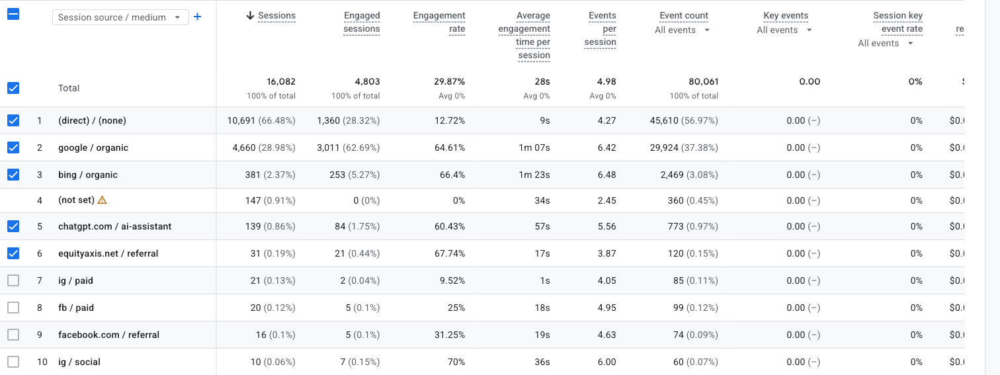 Session source / medium
Sessions
Engaged sessions
Engagement rate
Average engagement time per session
Events per session
Event count
All events
Key events
All events
Session key event rate
All events
re
Total 16,082 4,803 29.87% 28s 4.98 80,061 0.00 0%
100% of total 100% of total Avg 0% Avg 0% Avg 0% 100% of total
1 (direct) / (none) 10,691 (66.48%) 1,360 (28.32%) 12.72% 9s 4.27 45,610 (56.97%) 0.00 (–) 0% $0.0
2 google / organic 4,660 (28.98%) 3,011 (62.69%) 64.61% 1m 07s 6.42 29,924 (37.38%) 0.00 (–) 0% $0.0
3 bing / organic 381 (2.37%) 253 (5.27%) 66.4% 1m 23s 6.48 2,469 (3.08%) 0.00 (–) 0% $0.0
4 (not set) 147 (0.91%) 0 (0%) 0% 34s 2.45 360 (0.45%) 0.00 (–) 0% $0.0
5 chatgpt.com / ai-assistant 139 (0.86%) 84 (1.75%) 60.43% 57s 5.56 773 (0.97%) 0.00 (–) 0% $0.0
6 equityaxis.net / referral 31 (0.19%) 21 (0.44%) 67.74% 17s 3.87 120 (0.15%) 0.00 (–) 0% $0.0
7 ig / paid 21 (0.13%) 2 (0.04%) 9.52% 1s 4.05 85 (0.11%) 0.00 (–) 0% $0.0
8 fb / paid 20 (0.12%) 5 (0.1%) 25% 18s 4.95 99 (0.12%) 0.00 (–) 0% $0.0
9 facebook.com / referral 16 (0.1%) 5 (0.1%) 31.25% 19s 4.63 74 (0.09%) 0.00 (–) 0% $0.0
10 ig / social 10 (0.06%) 7 (0.15%) 70% 36s 6.00 60 (0.07%) 0.00 (–) 0% $0.0